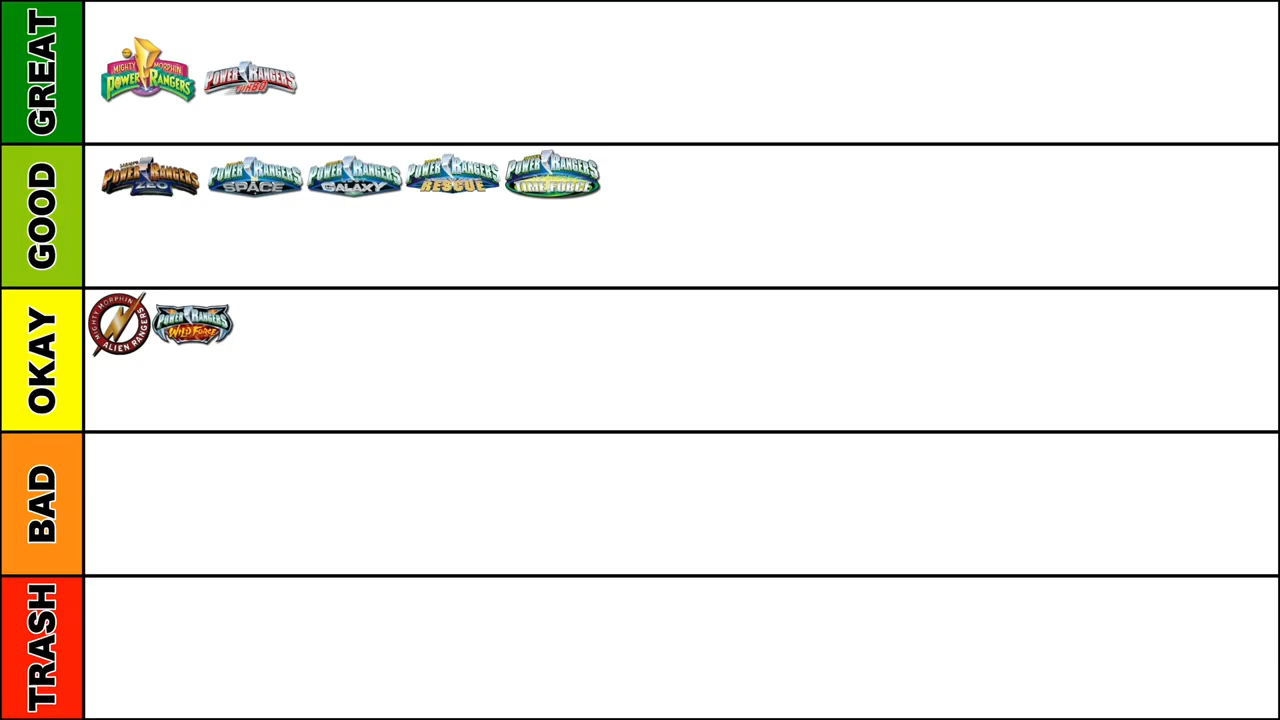 GREAT
MIGHTY MORPHIN
POWER RANGERS
POWER RANGERS
TURBO
GOOD
POWER RANGERS
ZEO
POWER RANGERS
SPACE
POWER RANGERS
GALAXY
POWER RANGERS
RESCUE
POWER RANGERS
TIME FORCE
OKAY
MIGHTY MORPHIN
ALIEN RANGERS
POWER RANGERS
WILD FORCE
BAD
TRASH